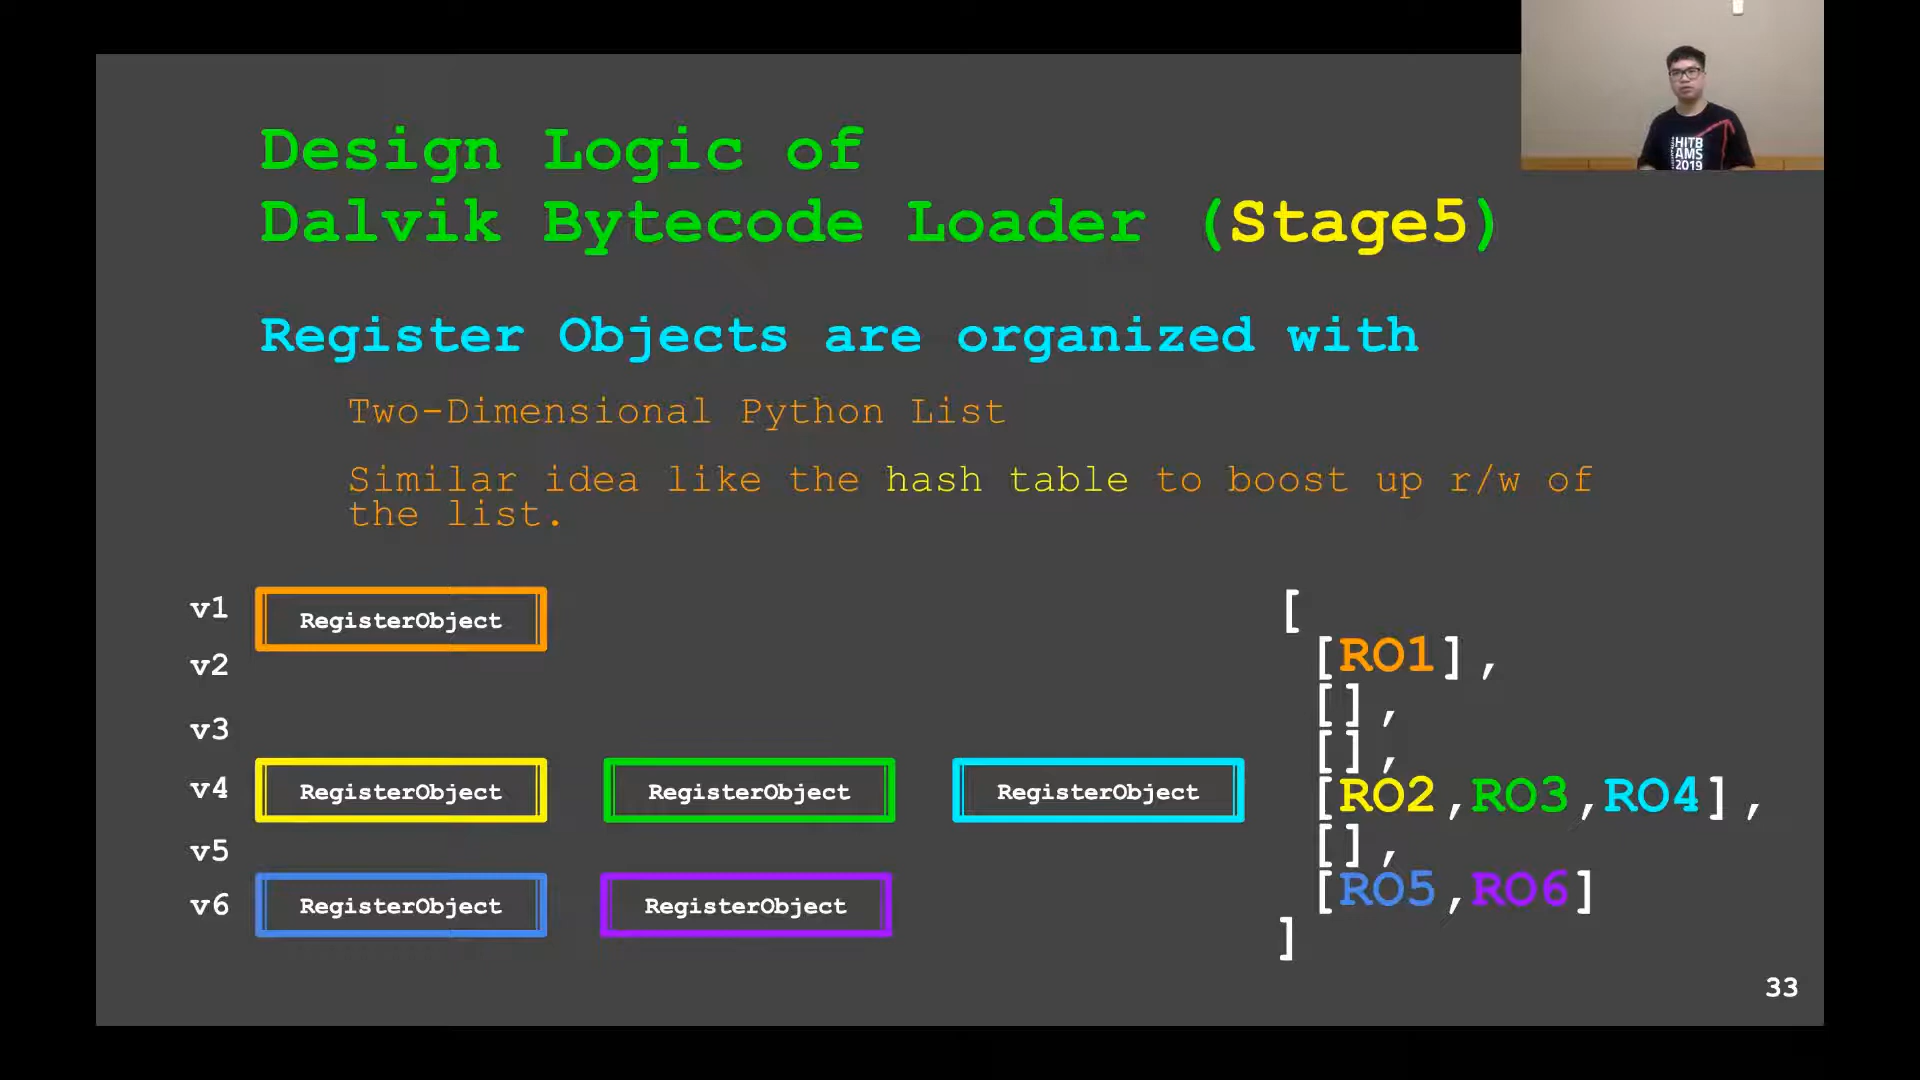 Design Logic of
Dalvik Bytecode Loader (Stage5)
Register Objects are organized with
Two-Dimensional Python List
Similar idea like the hash table to boost up r/w of
the list.
v1 RegisterObject
v2
v3
v4 RegisterObject RegisterObject RegisterObject
v5
v6 RegisterObject RegisterObject
[
[RO1],
[],
[],
[RO2,RO3,RO4],
[],
[RO5,RO6]
]
33
HITB
AMS
2019